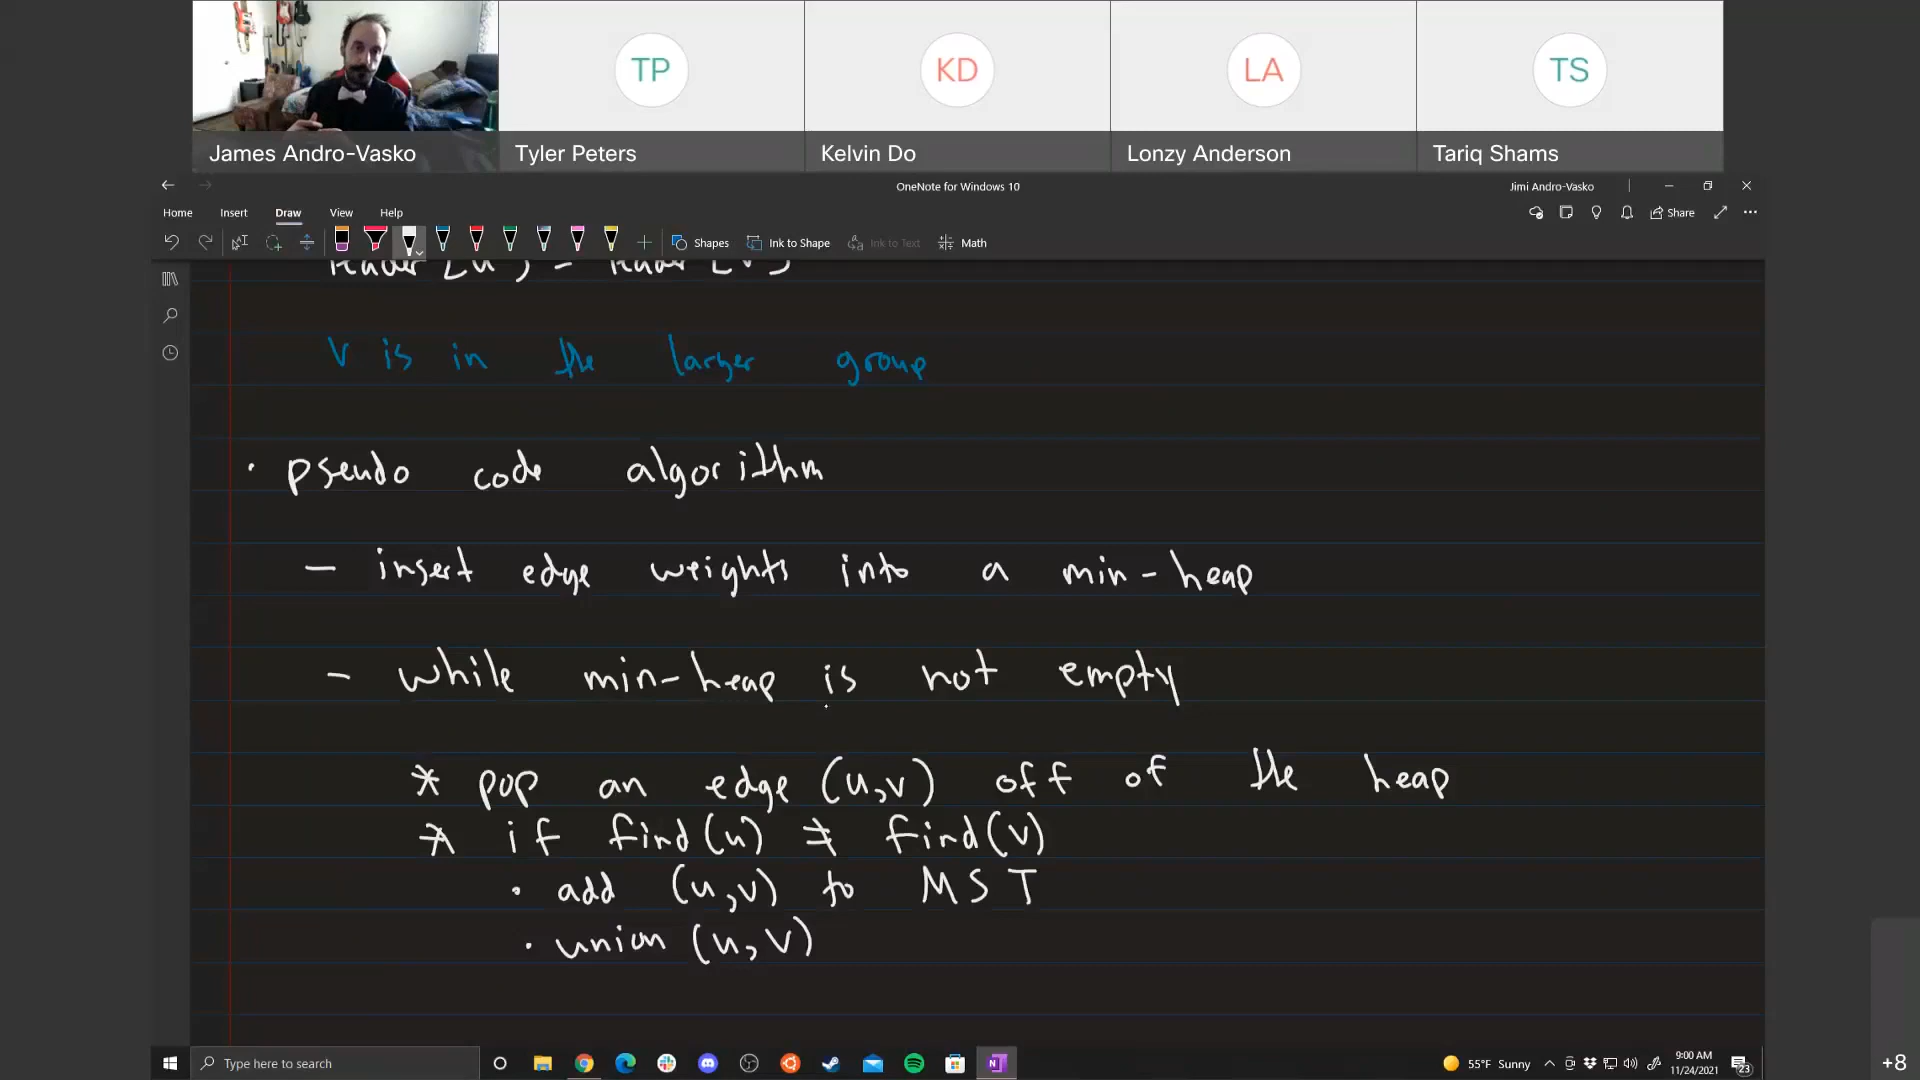 TP
KD
LA
TS
James Andro-Vasko
Tyler Peters
Kelvin Do
Lonzy Anderson
Tariq Shams
OneNote for Windows 10
Jimi Andro-Vasko
Home Insert Draw View Help
Share
Shapes Ink to Shape Ink to Text Math
V is in the larger group
· pseudo code algorithm
- insert edge weights into a min-heap
- while min-heap is not empty
* pop an edge (u,v) off of the heap
* if find(u) ≠ find(v)
· add (u,v) to MST
· union (u,v)
Type here to search
55°F Sunny
9:00 AM
11/24/2021
23
+8